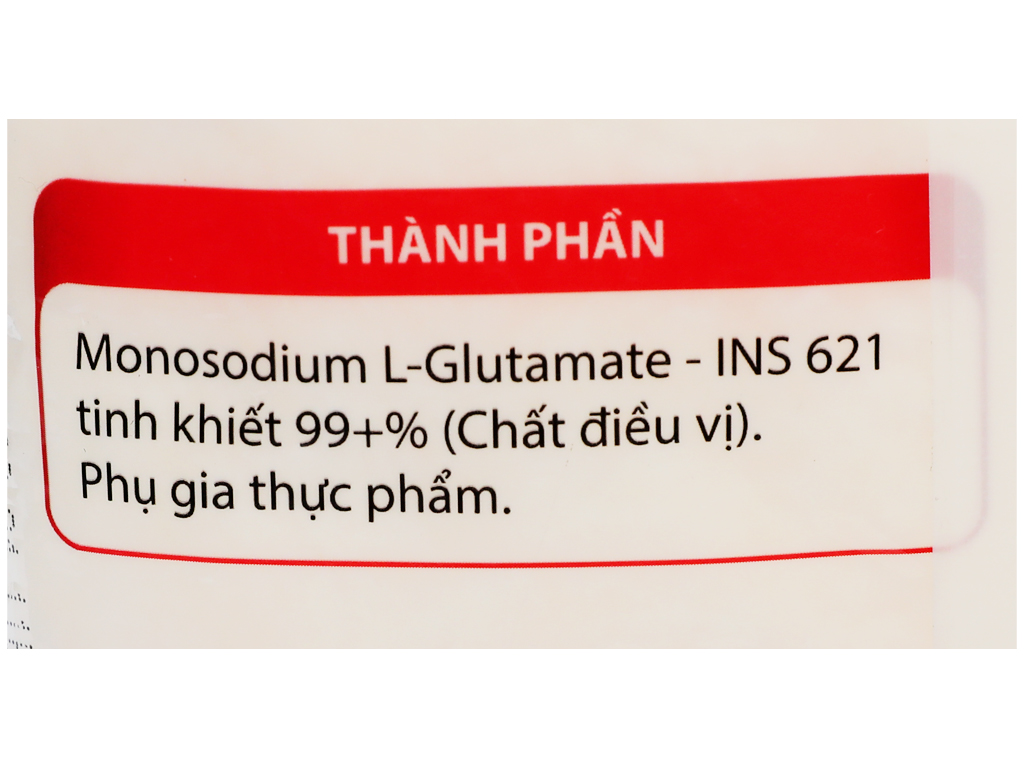 THÀNH PHẦN
Monosodium L-Glutamate - INS 621
tinh khiết 99+% (Chất điều vị).
Phụ gia thực phẩm.